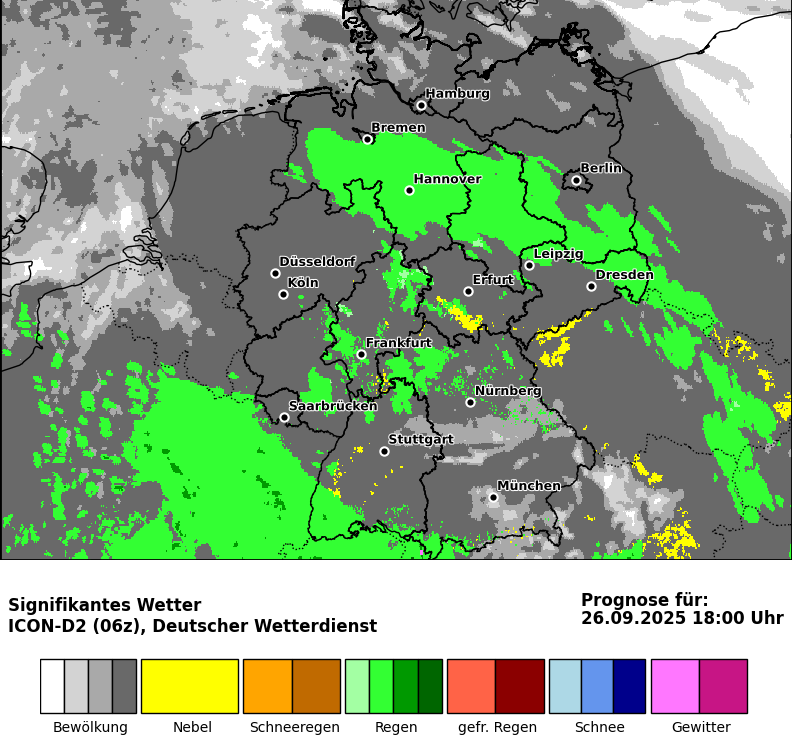 Hamburg
Bremen
Berlin
Hannover
Leipzig
Düsseldorf
Dresden
Köln
Erfurt
Frankfurt
Nürnberg
Saarbrücken
Stuttgart
München
Signifikantes Wetter
ICON-D2 (06z), Deutscher Wetterdienst
Prognose für:
26.09.2025 18:00 Uhr
Bewölkung
Nebel
Schneeregen
Regen
gefr. Regen
Schnee
Gewitter